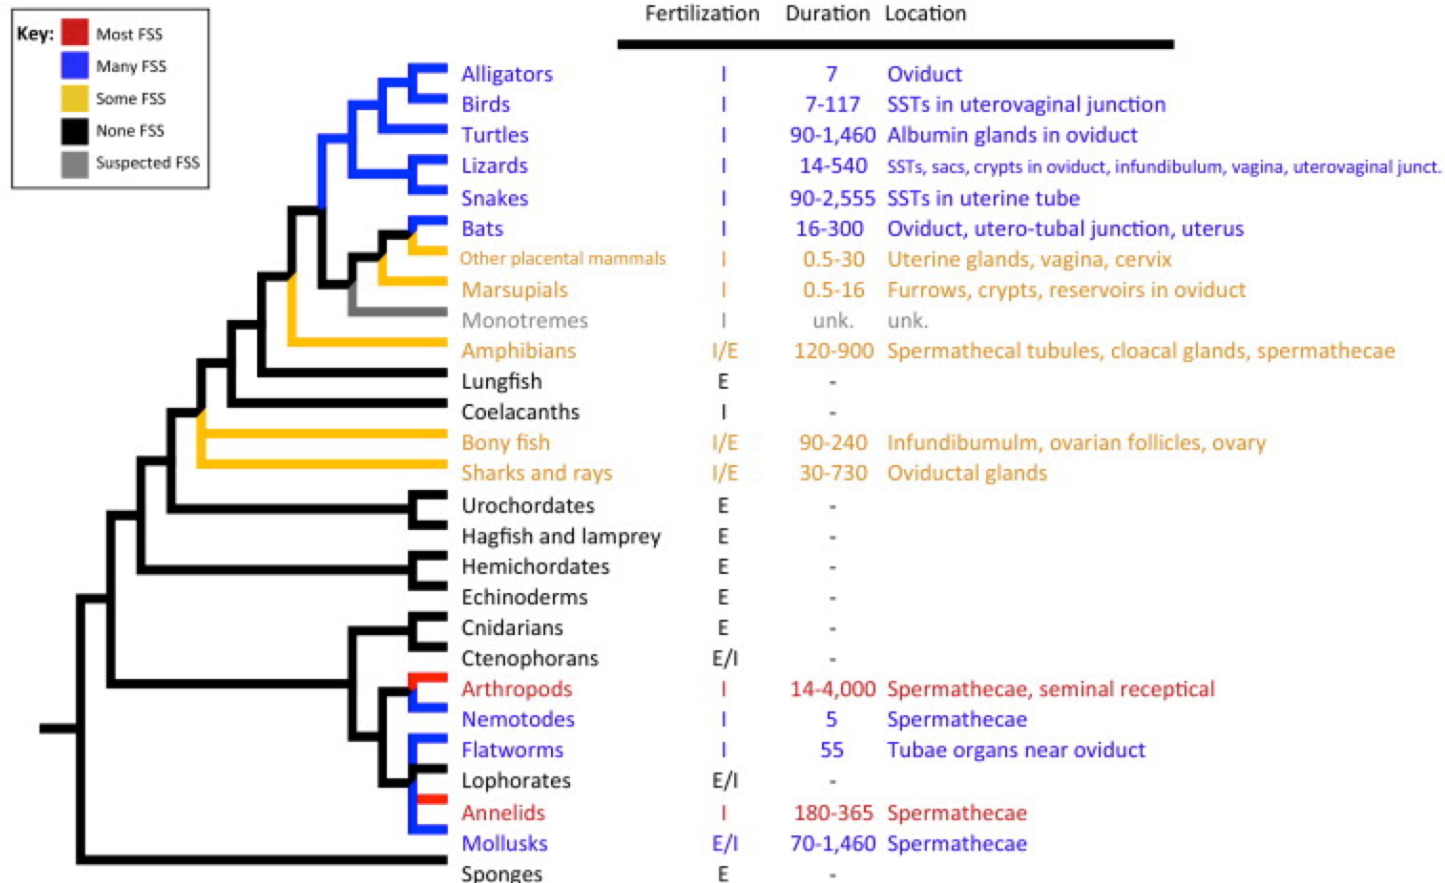 Fertilization Duration Location
Key:
Most FSS
Many FSS
Some FSS
None FSS
Suspected FSS
Alligators I 7 Oviduct
Birds I 7-117 SSTs in uterovaginal junction
Turtles I 90-1,460 Albumin glands in oviduct
Lizards I 14-540 SSTs, sacs, crypts in oviduct, infundibulum, vagina, uterovaginal junct.
Snakes I 90-2,555 SSTs in uterine tube
Bats I 16-300 Oviduct, utero-tubal junction, uterus
Other placental mammals I 0.5-30 Uterine glands, vagina, cervix
Marsupials I 0.5-16 Furrows, crypts, reservoirs in oviduct
Monotremes I unk. unk.
Amphibians I/E 120-900 Spermathecal tubules, cloacal glands, spermathecae
Lungfish E -
Coelacanths I -
Bony fish I/E 90-240 Infundibumulm, ovarian follicles, ovary
Sharks and rays I/E 30-730 Oviductal glands
Urochordates E -
Hagfish and lamprey E -
Hemichordates E -
Echinoderms E -
Cnidarians E -
Ctenophorans E/I -
Arthropods I 14-4,000 Spermathecae, seminal receptical
Nemotodes I 5 Spermathecae
Flatworms I 55 Tubae organs near oviduct
Lophorates E/I -
Annelids I 180-365 Spermathecae
Mollusks E/I 70-1,460 Spermathecae
Sponges E -